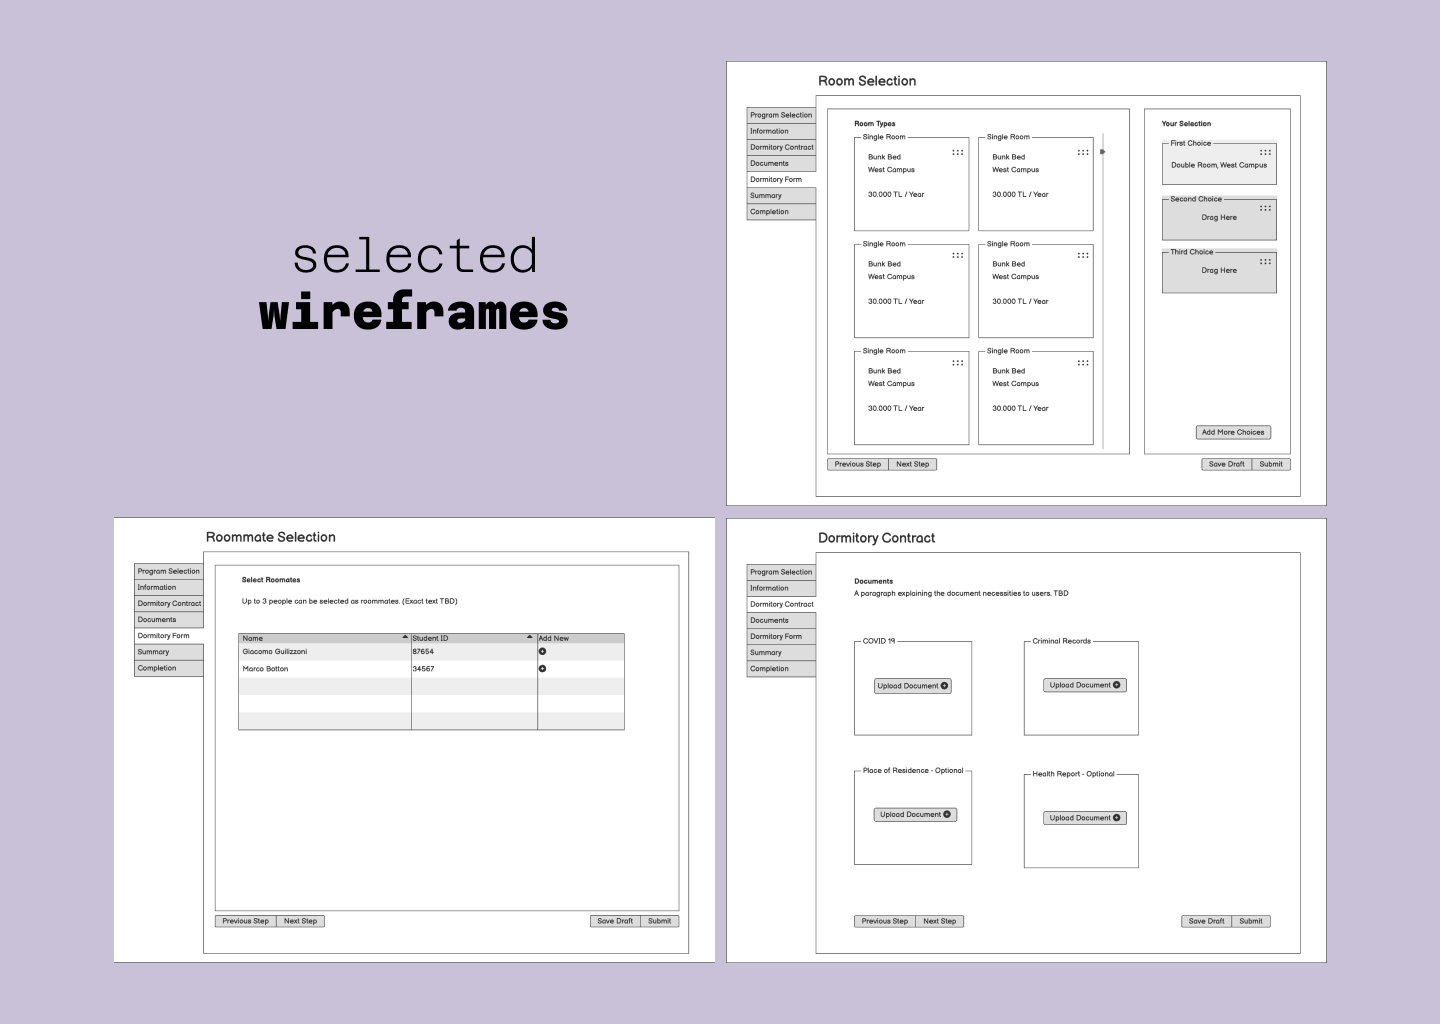 selected
wireframes
Room Selection
Program Selection
Information
Dormitory Contract
Documents
Dormitory Form
Summary
Completion
Room Types
Single Room
Bunk Bed
West Campus
30.000 TL / Year
Single Room
Bunk Bed
West Campus
30.000 TL / Year
Single Room
Bunk Bed
West Campus
30.000 TL / Year
Single Room
Bunk Bed
West Campus
30.000 TL / Year
Single Room
Bunk Bed
West Campus
30.000 TL / Year
Single Room
Bunk Bed
West Campus
30.000 TL / Year
Your Selection
First Choice
Double Room, West Campus
Second Choice
Drag Here
Third Choice
Drag Here
Add More Choices
Previous Step Next Step
Save Draft Submit
Roommate Selection
Program Selection
Information
Dormitory Contract
Documents
Dormitory Form
Summary
Completion
Select Roomates
Up to 3 people can be selected as roommates. (Exact text TBD)
Name Student ID Add New
Giacomo Guilizzoni 87654
Marco Botton 34567
Previous Step Next Step
Save Draft Submit
Dormitory Contract
Program Selection
Information
Dormitory Contract
Documents
Dormitory Form
Summary
Completion
Documents
A paragraph explaining the document necessities to users. TBD
COVID 19
Upload Document
Criminal Records
Upload Document
Place of Residence - Optional
Upload Document
Health Report - Optional
Upload Document
Previous Step Next Step
Save Draft Submit